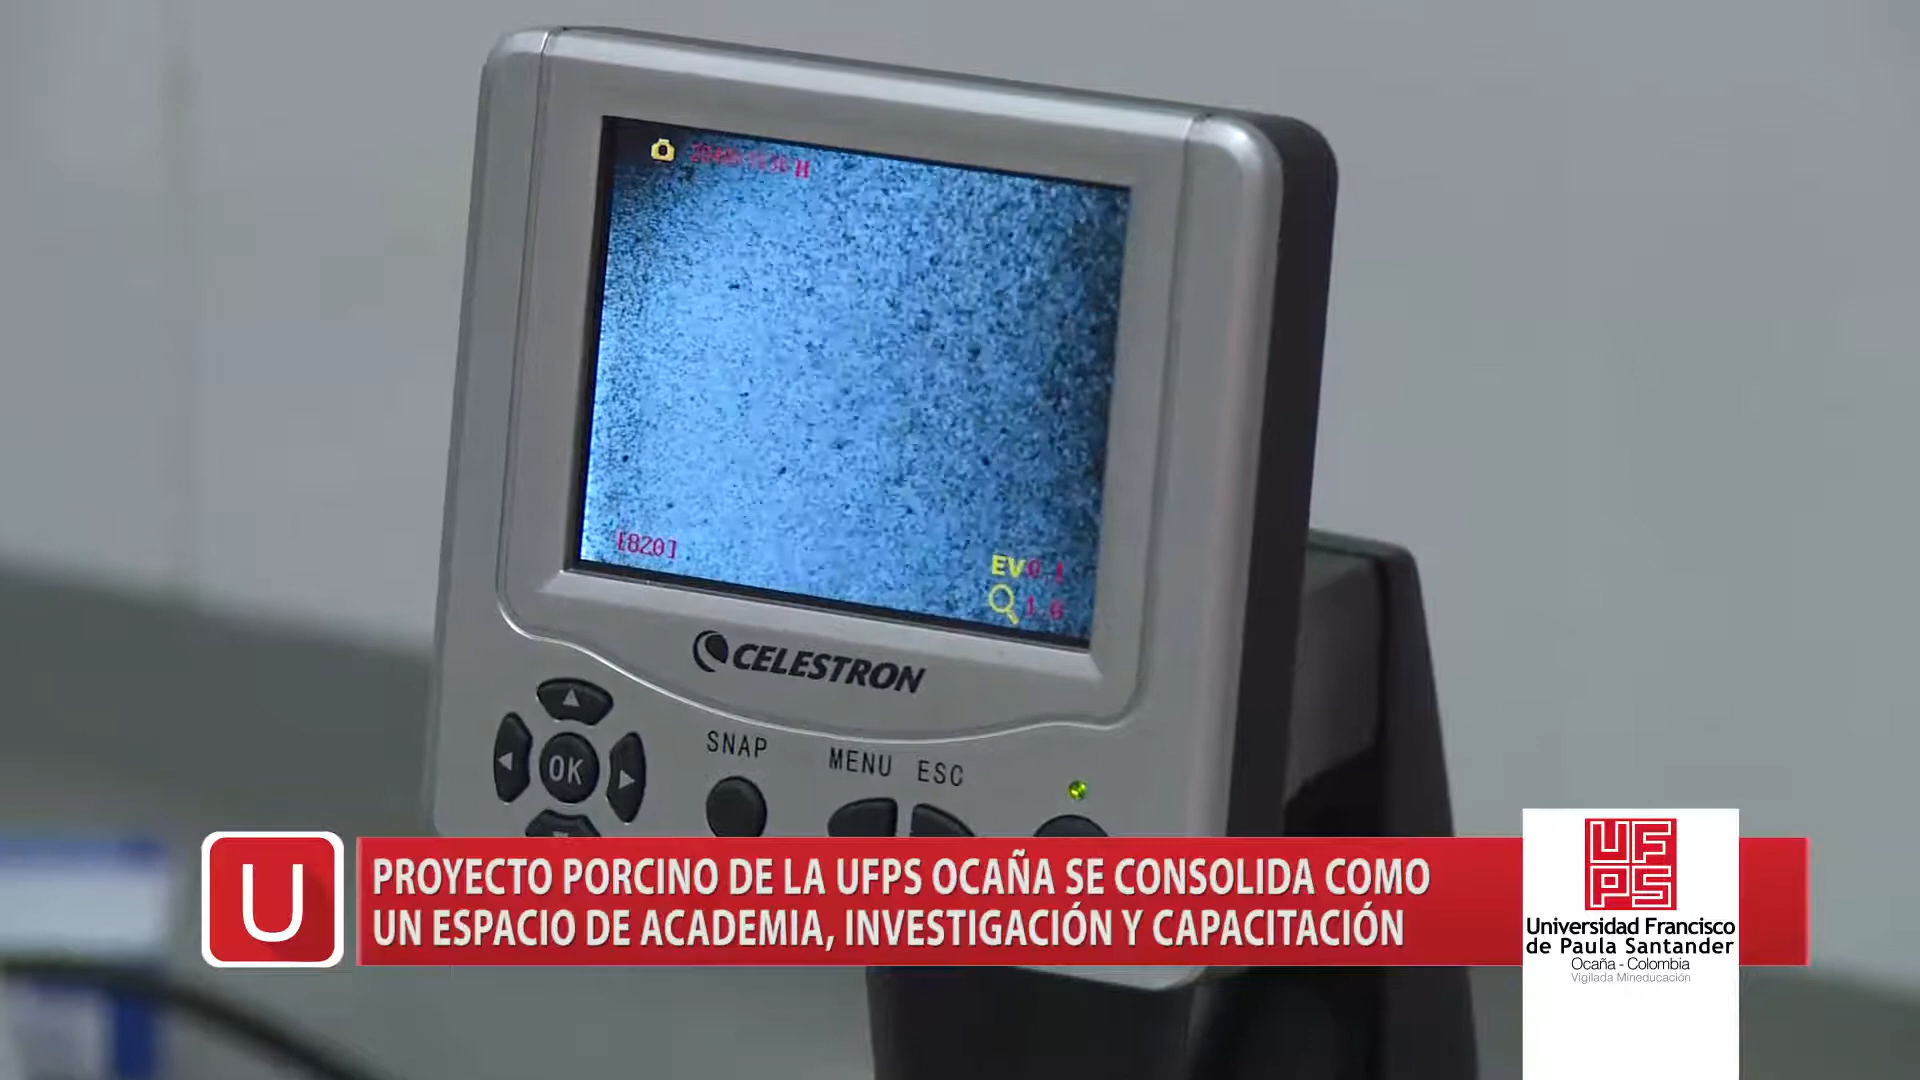 [820]
EV
CELESTRON
SNAP
MENU ESC
OK
U
PROYECTO PORCINO DE LA UFPS OCAÑA SE CONSOLIDA COMO
UN ESPACIO DE ACADEMIA, INVESTIGACIÓN Y CAPACITACIÓN
UFPS
Universidad Francisco
de Paula Santander
Ocaña - Colombia
Vigilada Mineducación